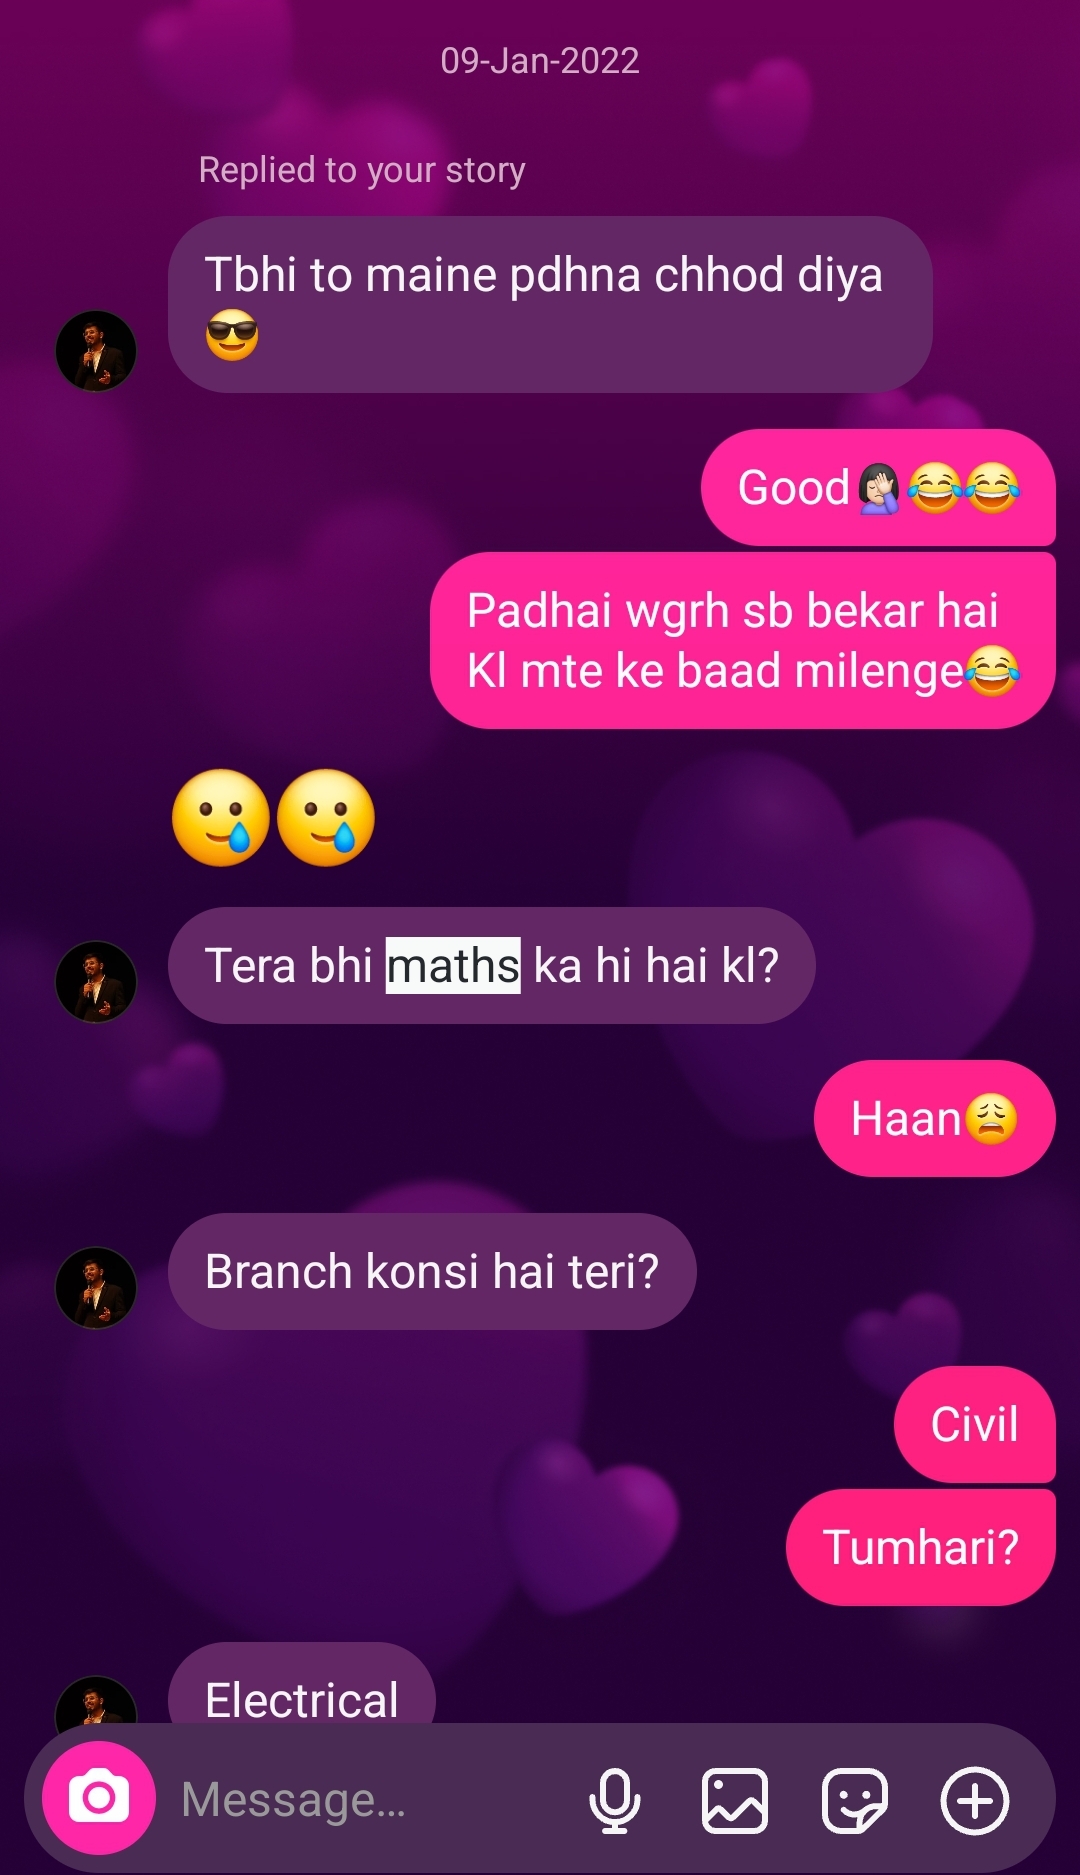 09-Jan-2022
Replied to your story
Tbhi to maine pdhna chhod diya
😎
Good🤦🏻‍♀️😂😂
Padhai wgrh sb bekar hai
Kl mte ke baad milenge😂
🥲🥲
Tera bhi maths ka hi hai kl?
Haan😩
Branch konsi hai teri?
Civil
Tumhari?
Electrical
Message...